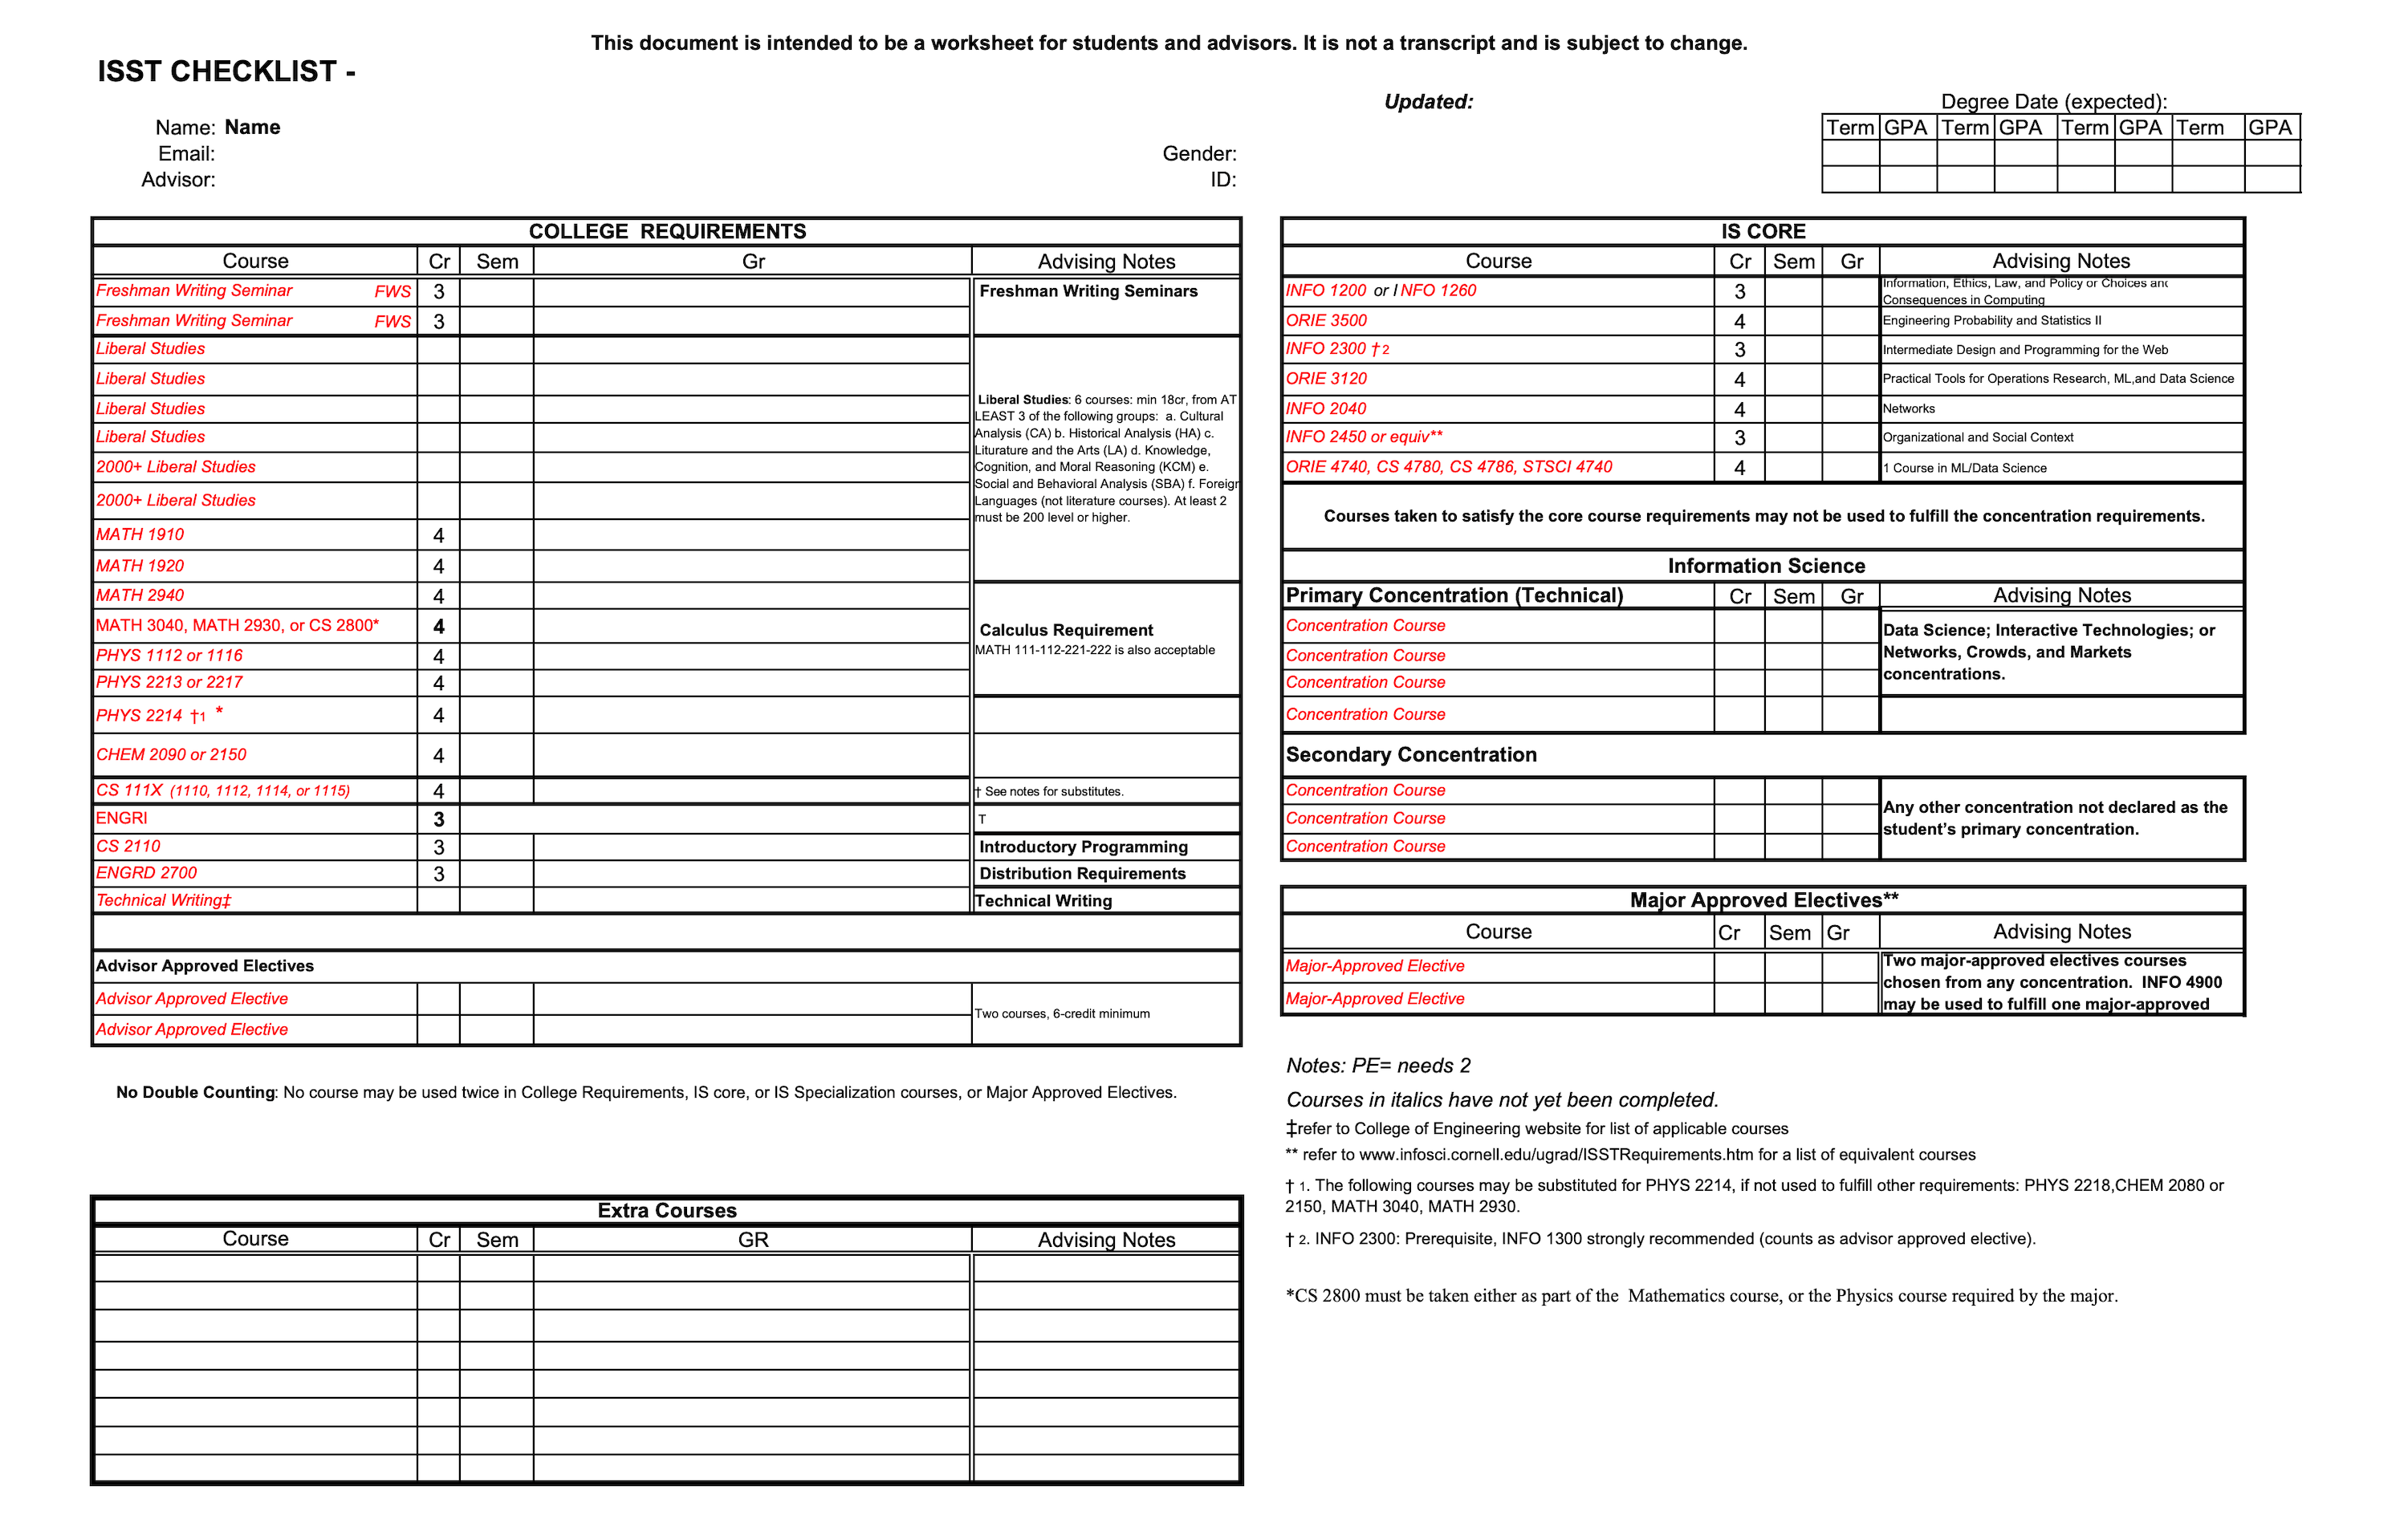 This document is intended to be a worksheet for students and advisors. It is not a transcript and is subject to change.
ISST CHECKLIST -
Updated:
Degree Date (expected):
Name: Name
Term GPA Term GPA Term GPA Term GPA
Email:
Gender:
Advisor:
ID:
COLLEGE REQUIREMENTS
Course Cr Sem Gr Advising Notes
Freshman Writing Seminar FWS 3 Freshman Writing Seminars
Freshman Writing Seminar FWS 3
Liberal Studies
Liberal Studies
Liberal Studies
Liberal Studies
2000+ Liberal Studies
2000+ Liberal Studies
Liberal Studies: 6 courses: min 18cr, from AT
LEAST 3 of the following groups: a. Cultural
Analysis (CA) b. Historical Analysis (HA) c.
Liturature and the Arts (LA) d. Knowledge,
Cognition, and Moral Reasoning (KCM) e.
Social and Behavioral Analysis (SBA) f. Foreign
Languages (not literature courses). At least 2
must be 200 level or higher.
MATH 1910 4
MATH 1920 4
MATH 2940 4
MATH 3040, MATH 2930, or CS 2800* 4
Calculus Requirement
MATH 111-112-221-222 is also acceptable
PHYS 1112 or 1116 4
PHYS 2213 or 2217 4
PHYS 2214 †1 * 4
CHEM 2090 or 2150 4
CS 111X (1110, 1112, 1114, or 1115) 4 † See notes for substitutes.
ENGRI 3 T
CS 2110 3 Introductory Programming
ENGRD 2700 3 Distribution Requirements
Technical Writing‡ Technical Writing
Advisor Approved Electives
Advisor Approved Elective
Advisor Approved Elective
Two courses, 6-credit minimum
No Double Counting: No course may be used twice in College Requirements, IS core, or IS Specialization courses, or Major Approved Electives.
Extra Courses
Course Cr Sem GR Advising Notes
IS CORE
Course Cr Sem Gr Advising Notes
INFO 1200 or INFO 1260 3 Information, Ethics, Law, and Policy or Choices and
Consequences in Computing
ORIE 3500 4 Engineering Probability and Statistics II
INFO 2300 †2 3 Intermediate Design and Programming for the Web
ORIE 3120 4 Practical Tools for Operations Research, ML,and Data Science
INFO 2040 4 Networks
INFO 2450 or equiv** 3 Organizational and Social Context
ORIE 4740, CS 4780, CS 4786, STSCI 4740 4 1 Course in ML/Data Science
Courses taken to satisfy the core course requirements may not be used to fulfill the concentration requirements.
Information Science
Primary Concentration (Technical) Cr Sem Gr Advising Notes
Concentration Course
Concentration Course
Concentration Course
Concentration Course
Data Science; Interactive Technologies; or
Networks, Crowds, and Markets
concentrations.
Secondary Concentration
Concentration Course
Concentration Course
Concentration Course
Any other concentration not declared as the
student’s primary concentration.
Major Approved Electives**
Course Cr Sem Gr Advising Notes
Major-Approved Elective
Major-Approved Elective
Two major-approved electives courses
chosen from any concentration. INFO 4900
may be used to fulfill one major-approved
Notes: PE= needs 2
Courses in italics have not yet been completed.
‡refer to College of Engineering website for list of applicable courses
** refer to www.infosci.cornell.edu/ugrad/ISSTRequirements.htm for a list of equivalent courses
† 1. The following courses may be substituted for PHYS 2214, if not used to fulfill other requirements: PHYS 2218,CHEM 2080 or
2150, MATH 3040, MATH 2930.
† 2. INFO 2300: Prerequisite, INFO 1300 strongly recommended (counts as advisor approved elective).
*CS 2800 must be taken either as part of the Mathematics course, or the Physics course required by the major.